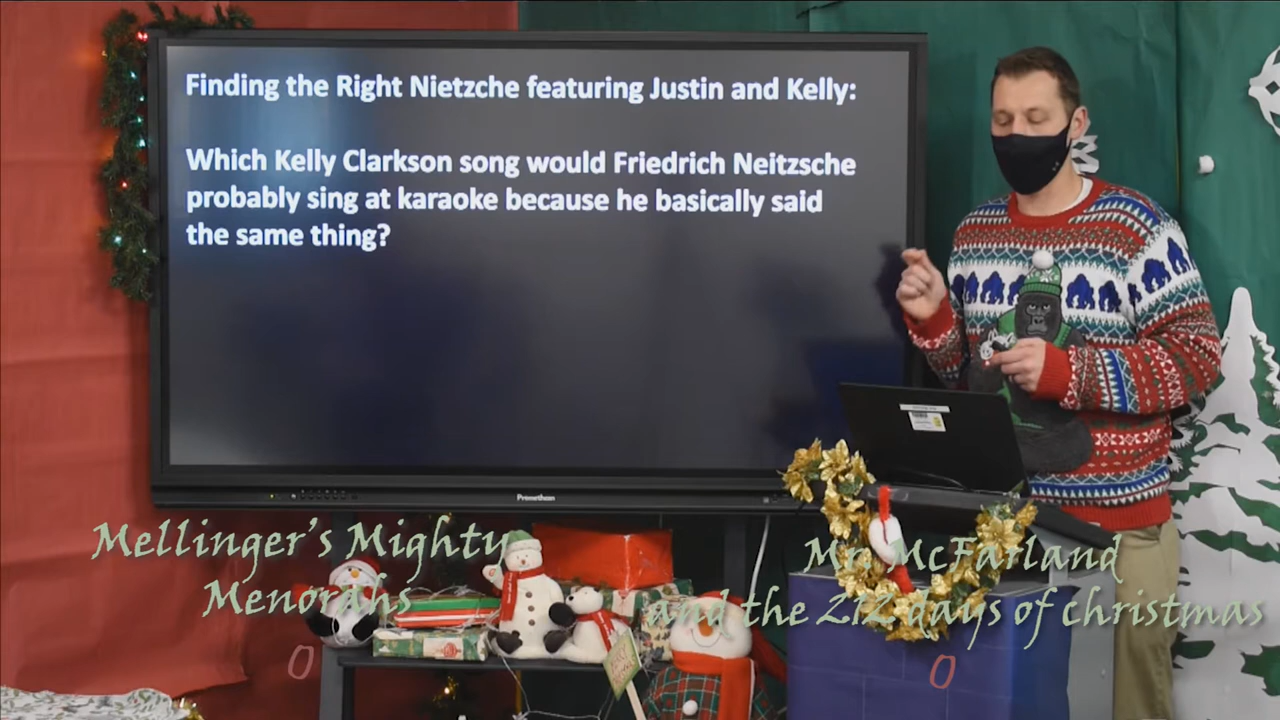 Finding the Right Nietzche featuring Justin and Kelly:
Which Kelly Clarkson song would Friedrich Neitzsche
probably sing at karaoke because he basically said
the same thing?
Promethean
Mellinger's Mighty
Menorahs
0
Mr. McFarland
and the 212 days of christmas
0